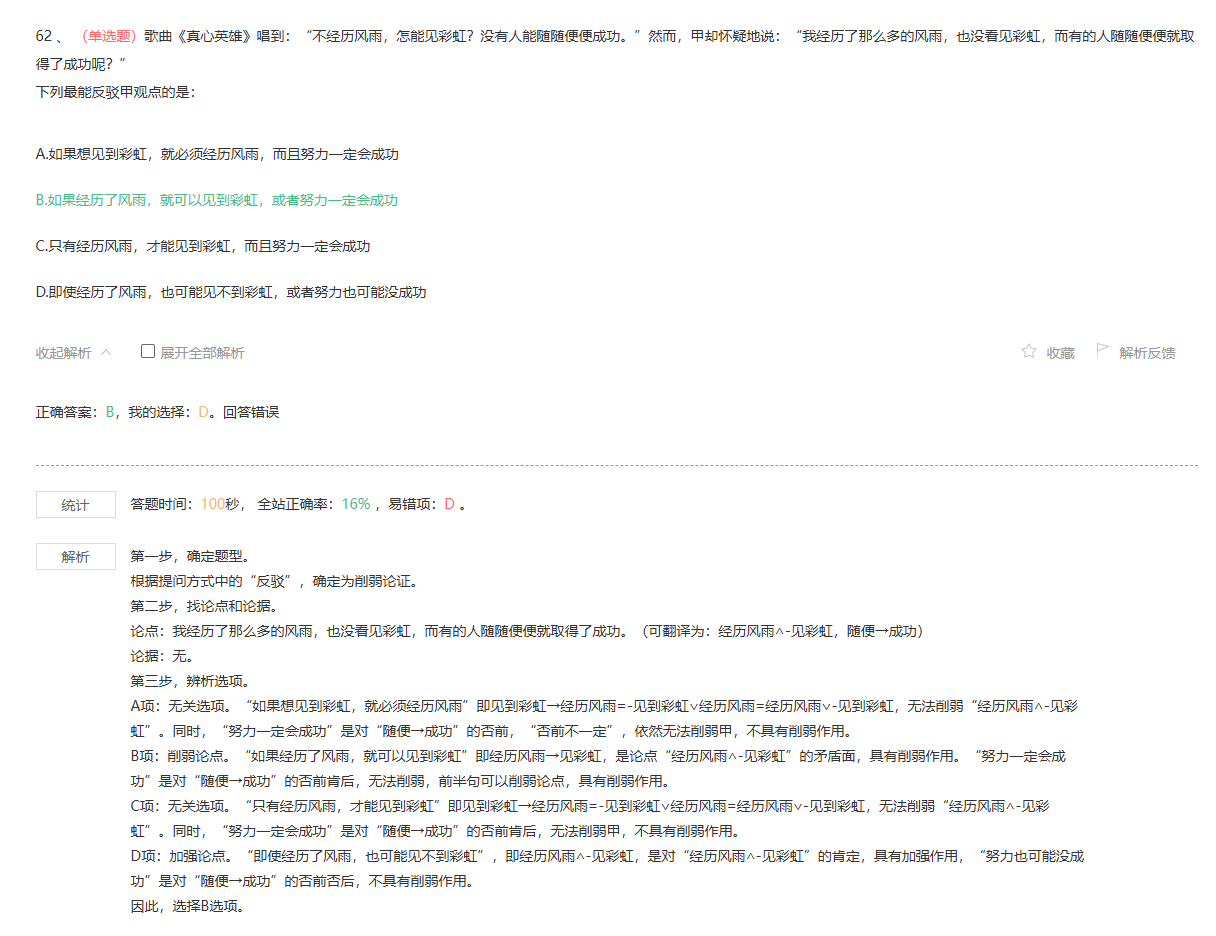 62 、 （单选题）歌曲《真心英雄》唱到：“不经历风雨，怎能见彩虹？没有人能随随便便成功。”然而，甲却怀疑地说：“我经历了那么多的风雨，也没看见彩虹，而有的人随随便便就取
得了成功呢？”
下列最能反驳甲观点的是：
A.如果想见到彩虹，就必须经历风雨，而且努力一定会成功
B.如果经历了风雨，就可以见到彩虹，或者努力一定会成功
C.只有经历风雨，才能见到彩虹，而且努力一定会成功
D.即使经历了风雨，也可能见不到彩虹，或者努力也可能没成功
收起解析 展开全部解析 收藏 解析反馈
正确答案：B，我的选择：D。回答错误
统计 答题时间：100秒， 全站正确率：16% ，易错项：D 。
解析 第一步，确定题型。
根据提问方式中的“反驳”，确定为削弱论证。
第二步，找论点和论据。
论点：我经历了那么多的风雨，也没看见彩虹，而有的人随随便便就取得了成功。（可翻译为：经历风雨∧-见彩虹，随便→成功）
论据：无。
第三步，辨析选项。
A项：无关选项。“如果想见到彩虹，就必须经历风雨”即见到彩虹→经历风雨=-见到彩虹∨经历风雨=经历风雨∨-见到彩虹，无法削弱“经历风雨∧-见彩
虹”。同时，“努力一定会成功”是对“随便→成功”的否前，“否前不一定”，依然无法削弱甲，不具有削弱作用。
B项：削弱论点。“如果经历了风雨，就可以见到彩虹”即经历风雨→见彩虹，是论点“经历风雨∧-见彩虹”的矛盾面，具有削弱作用。“努力一定会成
功”是对“随便→成功”的否前肯后，无法削弱，前半句可以削弱论点，具有削弱作用。
C项：无关选项。“只有经历风雨，才能见到彩虹”即见到彩虹→经历风雨=-见到彩虹∨经历风雨=经历风雨∨-见到彩虹，无法削弱“经历风雨∧-见彩
虹”。同时，“努力一定会成功”是对“随便→成功”的否前肯后，无法削弱甲，不具有削弱作用。
D项：加强论点。“即使经历了风雨，也可能见不到彩虹”，即经历风雨∧-见彩虹，是对“经历风雨∧-见彩虹”的肯定，具有加强作用，“努力也可能没成
功”是对“随便→成功”的否前否后，不具有削弱作用。
因此，选择B选项。